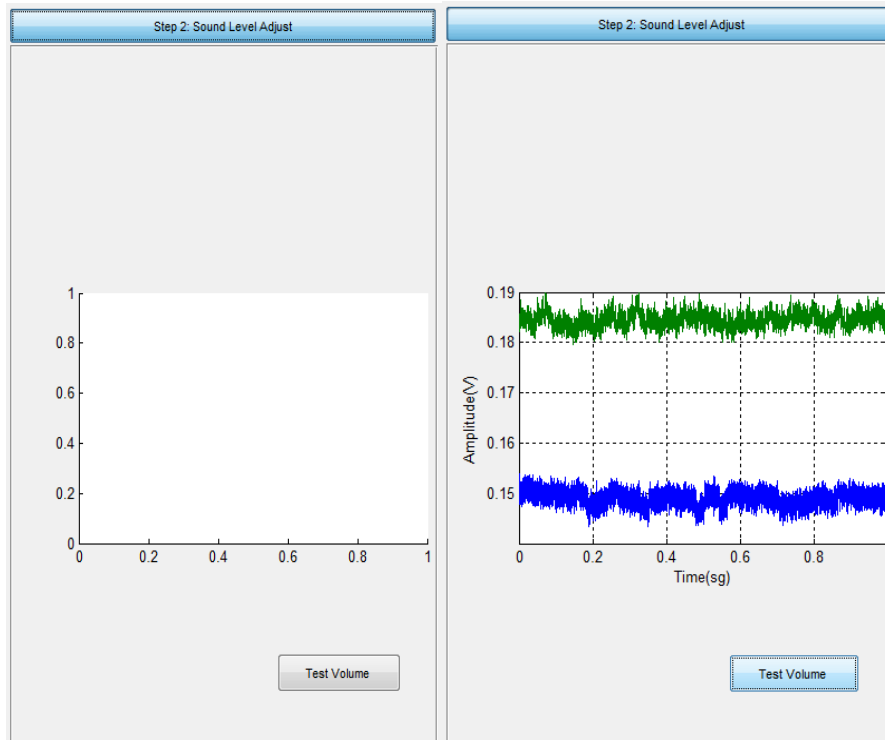 Step 2: Sound Level Adjust
1
0.8
0.6
0.4
0.2
0
0 0.2 0.4 0.6 0.8 1
Test Volume
Step 2: Sound Level Adjust
0.19
0.18
0.17
0.16
0.15
Amplitude(V)
0 0.2 0.4 0.6 0.8
Time(sg)
Test Volume